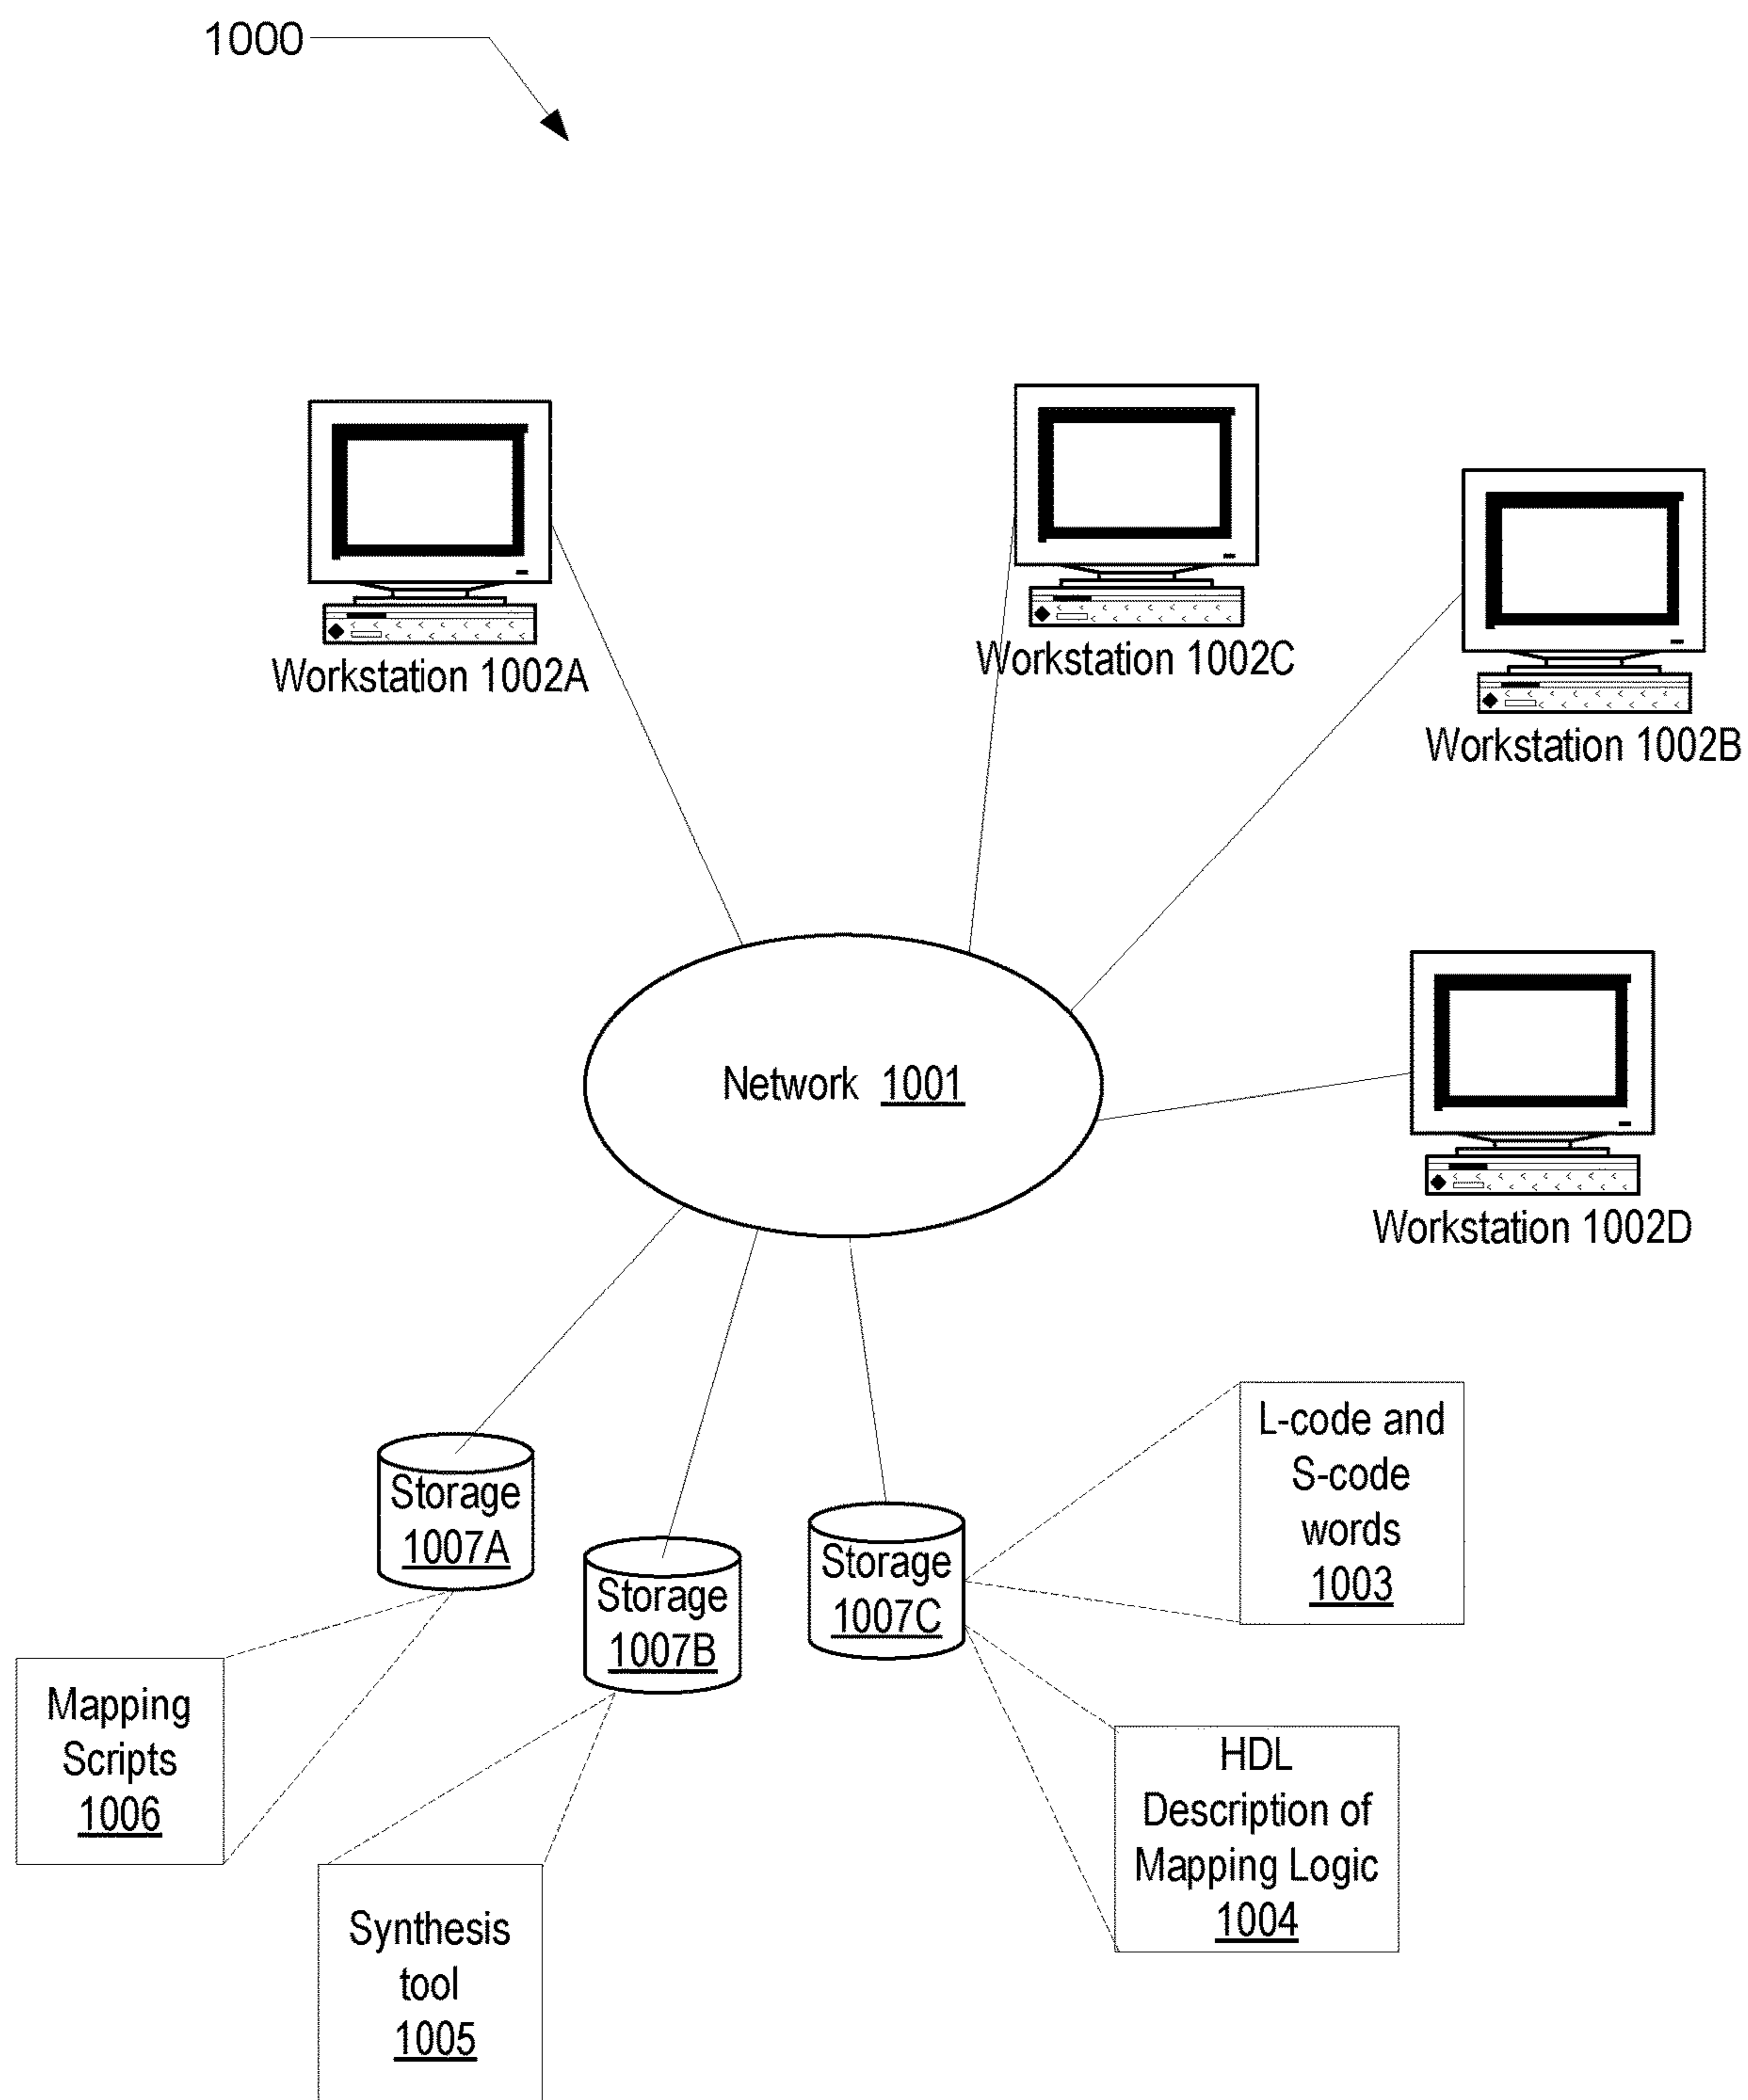 1000
Workstation 1002A
Workstation 1002C
Workstation 1002B
Network 1001
Workstation 1002D
Storage
1007A
Storage
1007B
Storage
1007C
L-code and
S-code
words
1003
Mapping
Scripts
1006
HDL
Description of
Mapping Logic
1004
Synthesis
tool
1005